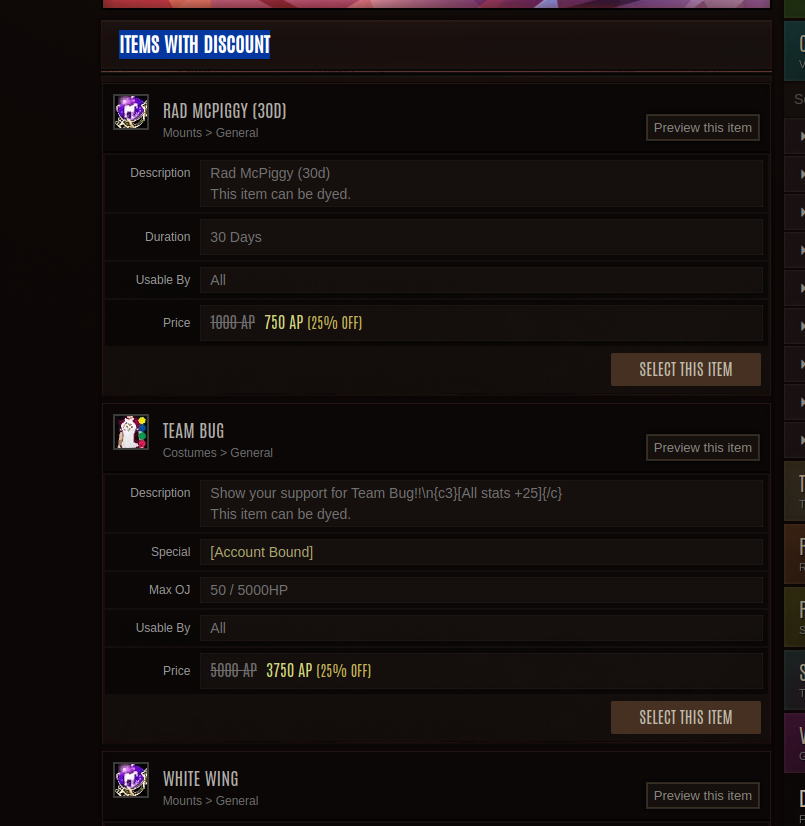 ITEMS WITH DISCOUNT
RAD MCPIGGY (30D)
Mounts > General
Preview this item
Description
Rad McPiggy (30d)
This item can be dyed.
Duration
30 Days
Usable By
All
Price
1000 AP 750 AP (25% OFF)
SELECT THIS ITEM
TEAM BUG
Costumes > General
Preview this item
Description
Show your support for Team Bug!!\n{c3}[All stats +25]{/c}
This item can be dyed.
Special
[Account Bound]
Max OJ
50 / 5000HP
Usable By
All
Price
5000 AP 3750 AP (25% OFF)
SELECT THIS ITEM
WHITE WING
Mounts > General
Preview this item